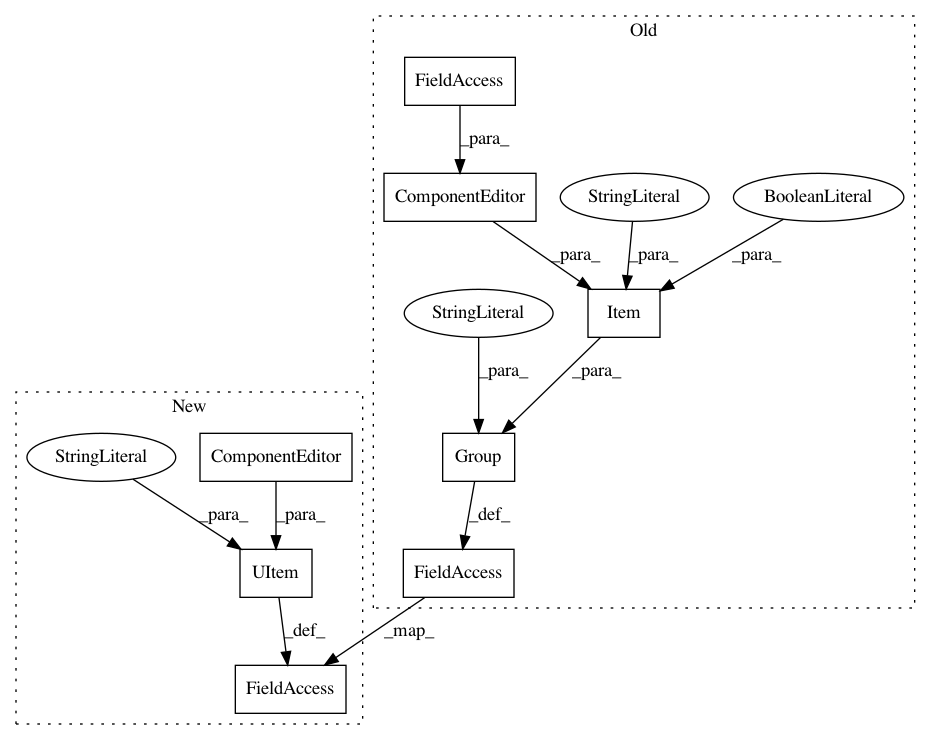 Old
FieldAccess
_para_
ComponentEditor
StringLiteral
BooleanLiteral
_para_
_para_
_para_
StringLiteral
Item
_para_
_para_
New
StringLiteral
ComponentEditor
Group
_para_
_para_
_def_
UItem
FieldAccess
_def_
_map_
FieldAccess